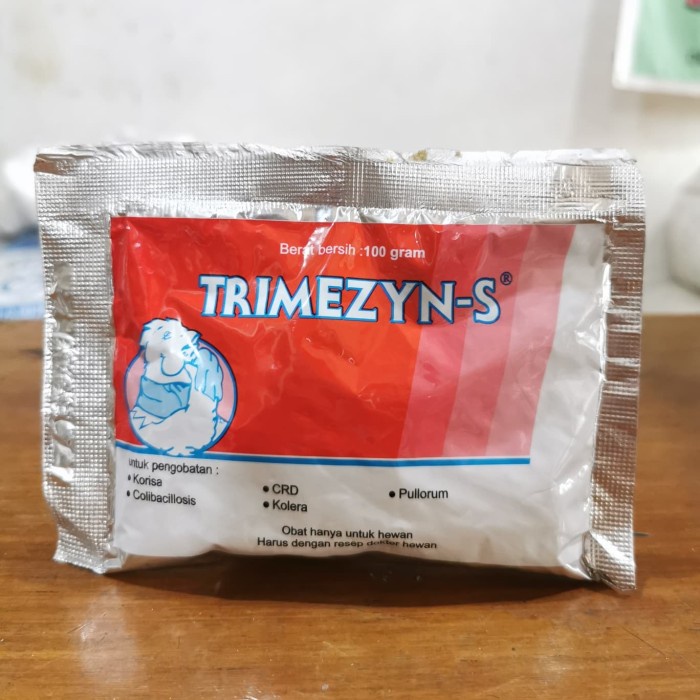 Berat bersih :100 gram
TRIMEZYN-S®
untuk pengobatan :
• Korisa
• Colibacillosis
• CRD
• Kolera
• Pullorum
Obat hanya untuk hewan
Harus dengan resep dokter hewan